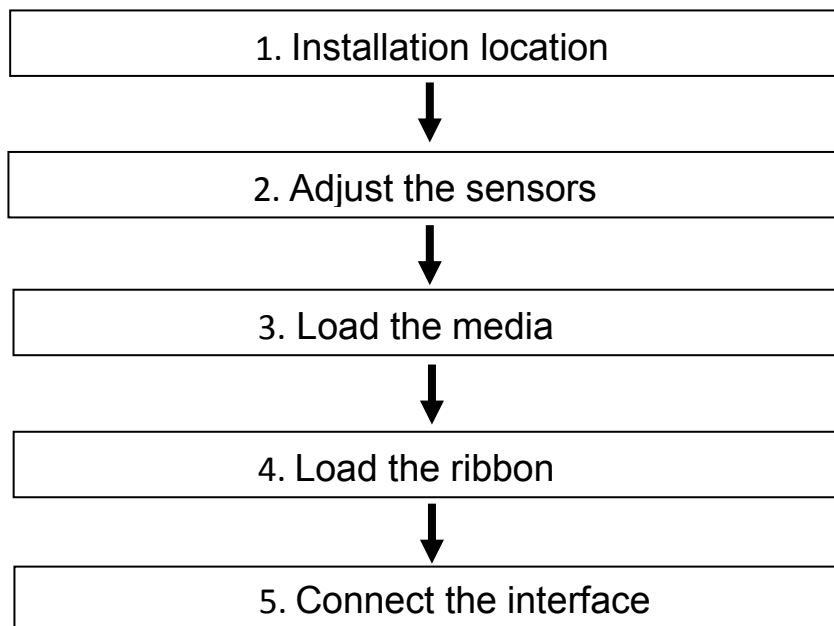 1. Installation location
2. Adjust the sensors
3. Load the media
4. Load the ribbon
5. Connect the interface